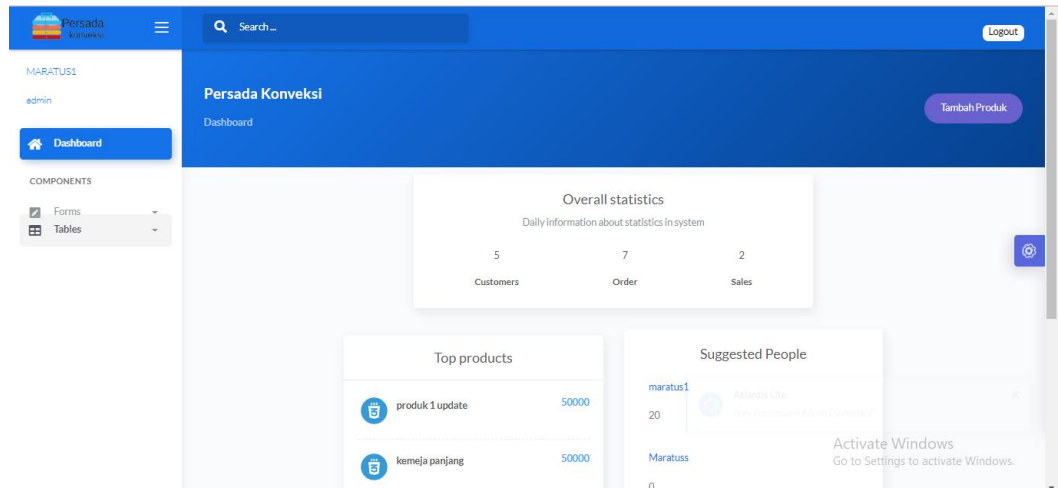 Persada
konveksi
Search ...
Logout
MARATUS1
admin
Persada Konveksi
Dashboard
Tambah Produk
Dashboard
COMPONENTS
Forms
Tables
Overall statistics
Daily information about statistics in system
5 7 2
Customers Order Sales
Top products
produk 1 update 50000
kemeja panjang 50000
Suggested People
maratus1
20
Maratuss
0
Atlantis Lite
Activate Windows
Go to Settings to activate Windows.